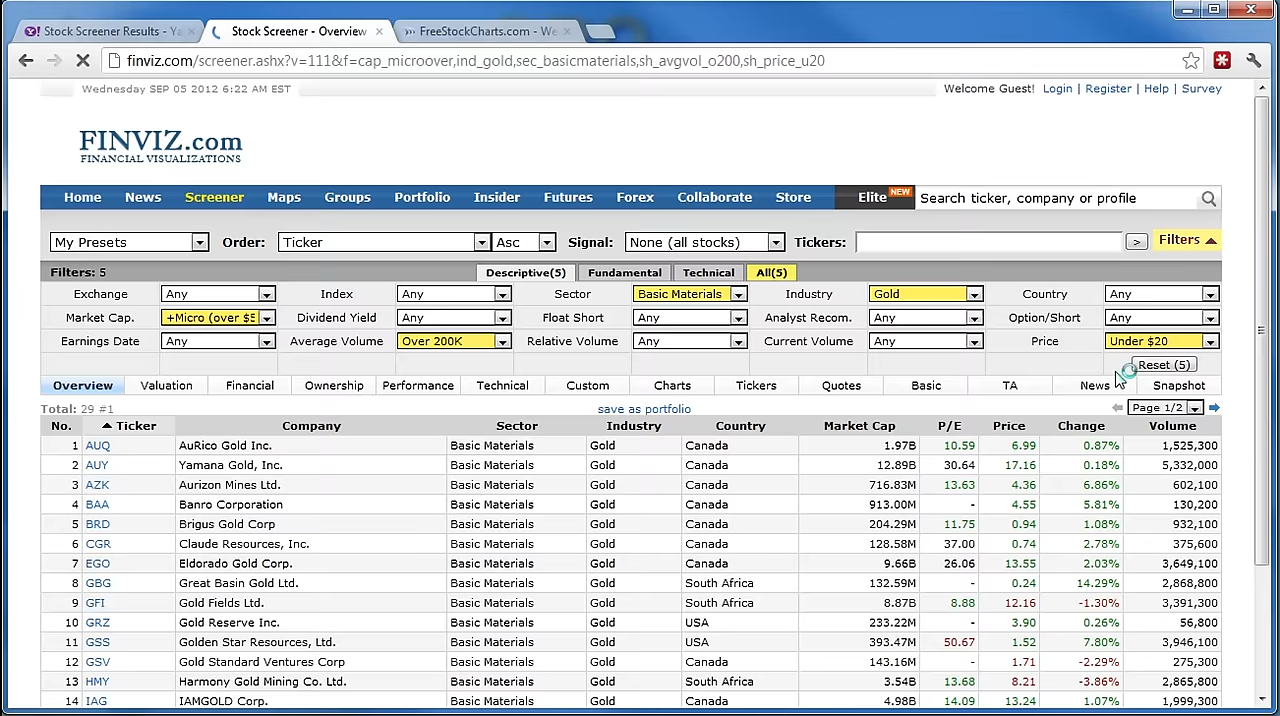 Stock Screener Results - Ya
Stock Screener - Overview
FreeStockCharts.com - We
finviz.com/screener.ashx?v=111&f=cap_microover,ind_gold,sec_basicmaterials,sh_avgvol_o200,sh_price_u20
Wednesday SEP 05 2012 6:22 AM EST
Welcome Guest! Login | Register | Help | Survey
FINVIZ.com
FINANCIAL VISUALIZATIONS
Home News Screener Maps Groups Portfolio Insider Futures Forex Collaborate Store Elite NEW Search ticker, company or profile
My Presets Order: Ticker Asc Signal: None (all stocks) Tickers: > Filters
Filters: 5 Descriptive(5) Fundamental Technical All(5)
Exchange Any Index Any Sector Basic Materials Industry Gold Country Any
Market Cap. +Micro (over $5 Dividend Yield Any Float Short Any Analyst Recom. Any Option/Short Any
Earnings Date Any Average Volume Over 200K Relative Volume Any Current Volume Any Price Under $20
Reset (5)
Overview Valuation Financial Ownership Performance Technical Custom Charts Tickers Quotes Basic TA News Snapshot
Total: 29 #1 save as portfolio Page 1/2
No. Ticker Company Sector Industry Country Market Cap P/E Price Change Volume
1 AUQ AuRico Gold Inc. Basic Materials Gold Canada 1.97B 10.59 6.99 0.87% 1,525,300
2 AUY Yamana Gold, Inc. Basic Materials Gold Canada 12.89B 30.64 17.16 0.18% 5,332,000
3 AZK Aurizon Mines Ltd. Basic Materials Gold Canada 716.83M 13.63 4.36 6.86% 602,100
4 BAA Banro Corporation Basic Materials Gold Canada 913.00M - 4.55 5.81% 130,200
5 BRD Brigus Gold Corp Basic Materials Gold Canada 204.29M 11.75 0.94 1.08% 932,100
6 CGR Claude Resources, Inc. Basic Materials Gold Canada 128.58M 37.00 0.74 2.78% 375,600
7 EGO Eldorado Gold Corp. Basic Materials Gold Canada 9.66B 26.06 13.55 2.03% 3,649,100
8 GBG Great Basin Gold Ltd. Basic Materials Gold South Africa 132.59M - 0.24 14.29% 2,868,800
9 GFI Gold Fields Ltd. Basic Materials Gold South Africa 8.87B 8.88 12.16 -1.30% 3,391,300
10 GRZ Gold Reserve Inc. Basic Materials Gold USA 233.22M - 3.90 0.26% 56,800
11 GSS Golden Star Resources, Ltd. Basic Materials Gold USA 393.47M 50.67 1.52 7.80% 3,946,100
12 GSV Gold Standard Ventures Corp Basic Materials Gold Canada 143.16M - 1.71 -2.29% 275,300
13 HMY Harmony Gold Mining Co. Ltd. Basic Materials Gold South Africa 3.54B 13.68 8.21 -3.86% 2,865,800
14 IAG IAMGOLD Corp. Basic Materials Gold Canada 4.98B 14.09 13.24 1.07% 1,999,300